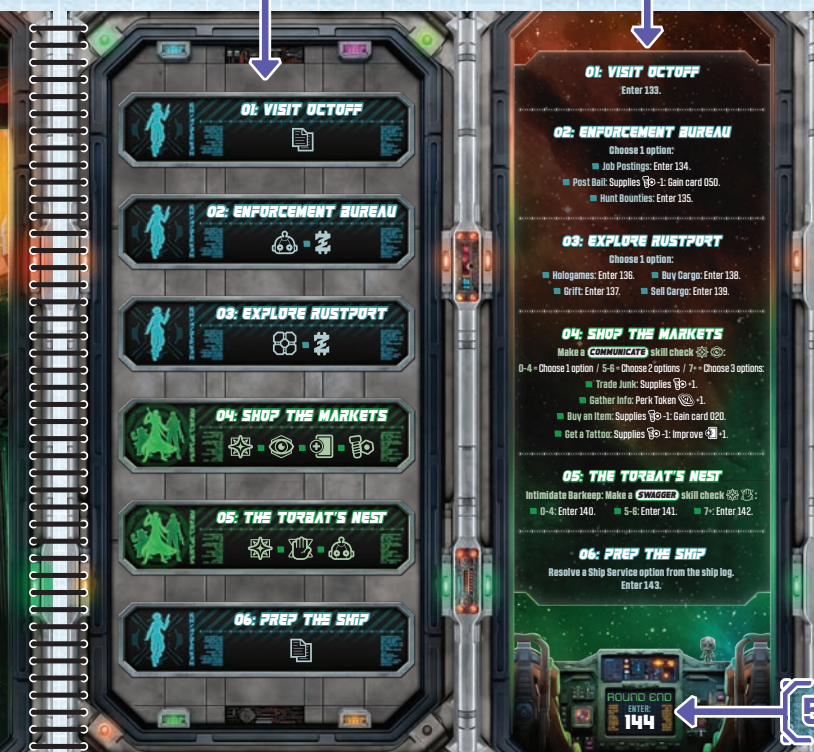 01: VISIT OCTOFF
02: ENFORCEMENT BUREAU
03: EXPLORE RUSTPORT
04: SHOP THE MARKETS
05: THE TORBAT'S NEST
06: PREP THE SHIP
01: VISIT OCTOFF
Enter 133.
02: ENFORCEMENT BUREAU
Choose 1 option:
Job Postings: Enter 134.
Post Bail: Supplies -1: Gain card 050.
Hunt Bounties: Enter 135.
03: EXPLORE RUSTPORT
Choose 1 option:
Hologames: Enter 136. Buy Cargo: Enter 138.
Grift: Enter 137. Sell Cargo: Enter 139.
04: SHOP THE MARKETS
Make a COMMUNICATE skill check :
0-4 = Choose 1 option / 5-6 = Choose 2 options / 7+ = Choose 3 options:
Trade Junk: Supplies +1.
Gather Info: Perk Token +1.
Buy an Item: Supplies -1: Gain card 020.
Get a Tattoo: Supplies -1: Improve +1.
05: THE TORBAT'S NEST
Intimidate Barkeep: Make a SWAGGER skill check :
0-4: Enter 140. 5-6: Enter 141. 7+: Enter 142.
06: PREP THE SHIP
Resolve a Ship Service option from the ship log.
Enter 143.
ROUND END
ENTER:
144
5